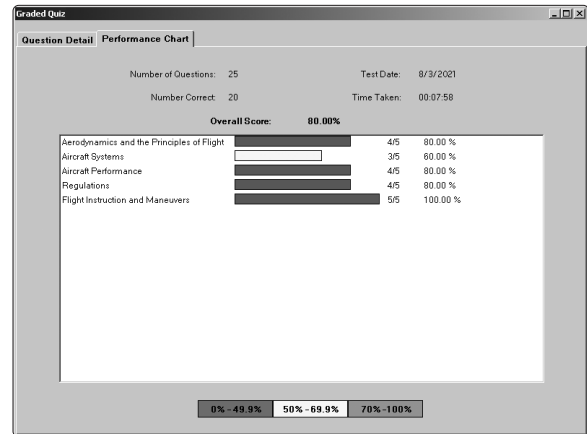 Graded Quiz
Question Detail Performance Chart
Number of Questions: 25 Test Date: 8/3/2021
Number Correct: 20 Time Taken: 00:07:58
Overall Score: 80.00%
Aerodynamics and the Principles of Flight 4/5 80.00 %
Aircraft Systems 3/5 60.00 %
Aircraft Performance 4/5 80.00 %
Regulations 4/5 80.00 %
Flight Instruction and Maneuvers 5/5 100.00 %
0% - 49.9% 50% - 69.9% 70% -100%